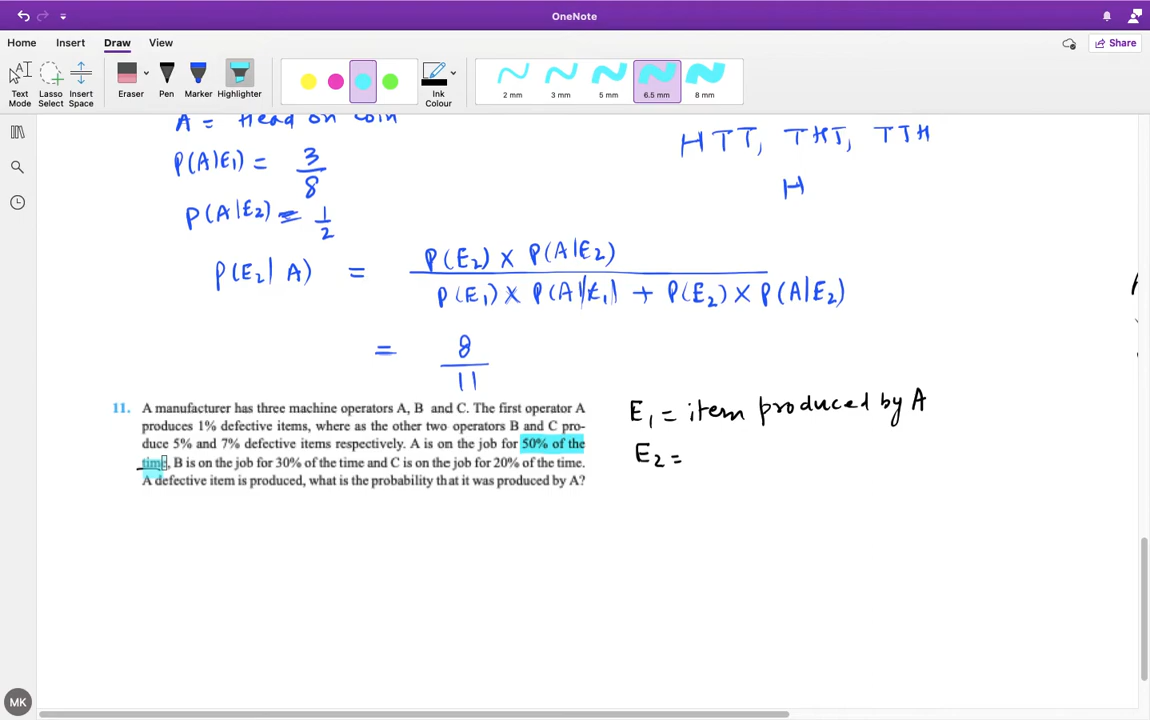 OneNote
Home Insert Draw View
Share
Text Mode
Lasso Select
Insert Space
Eraser
Pen
Marker
Highlighter
Ink Colour
2 mm
3 mm
5 mm
6.5 mm
8 mm
A = Head on coin
HTT, THT, TTH
P(A|E₁) = 3/8
H
P(A|E₂) = 1/2
P(E₂| A) = P(E₂) × P(A|E₂) / P(E₁) × P(A|E₁) + P(E₂) × P(A|E₂)
= 8/11
11. A manufacturer has three machine operators A, B and C. The first operator A
produces 1% defective items, where as the other two operators B and C pro-
duce 5% and 7% defective items respectively. A is on the job for 50% of the
time, B is on the job for 30% of the time and C is on the job for 20% of the time.
A defective item is produced, what is the probability that it was produced by A?
E₁ = item produced by A
E₂ =
MK